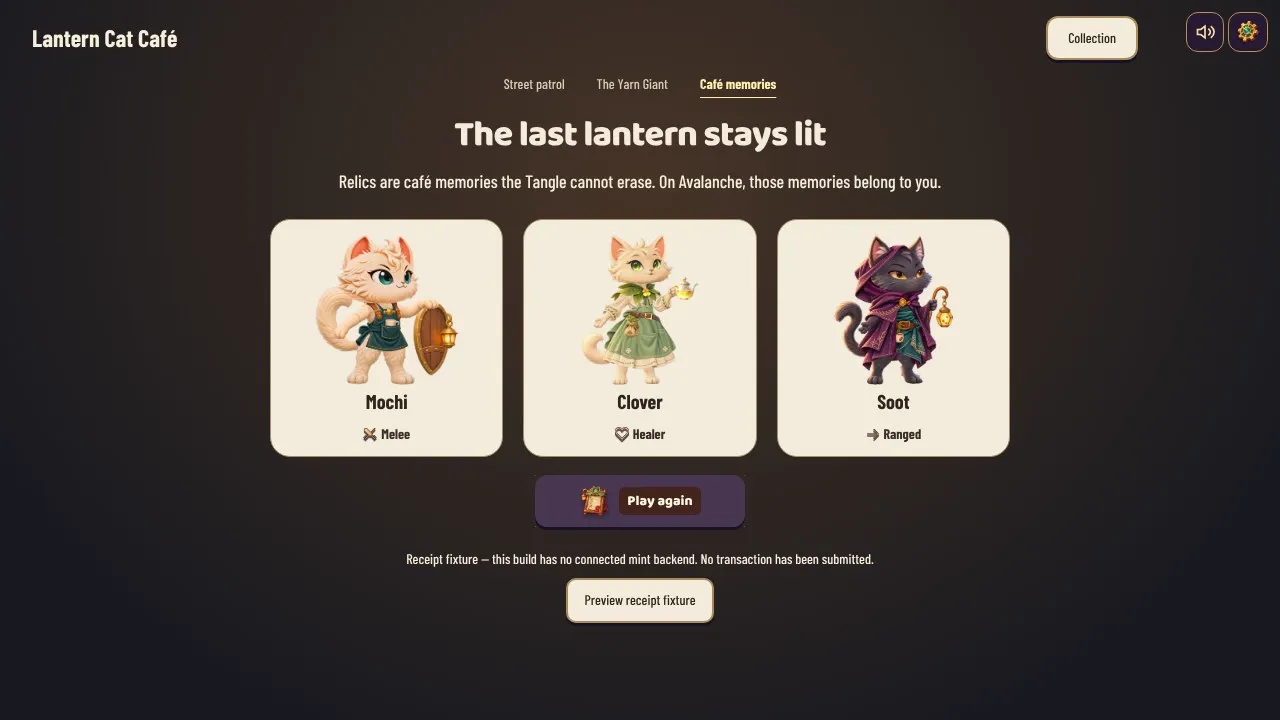 Lantern Cat Café
Collection
Street patrol
The Yarn Giant
Café memories
The last lantern stays lit
Relics are café memories the Tangle cannot erase. On Avalanche, those memories belong to you.
Mochi
Melee
Clover
Healer
Soot
Ranged
Play again
Receipt fixture — this build has no connected mint backend. No transaction has been submitted.
Preview receipt fixture